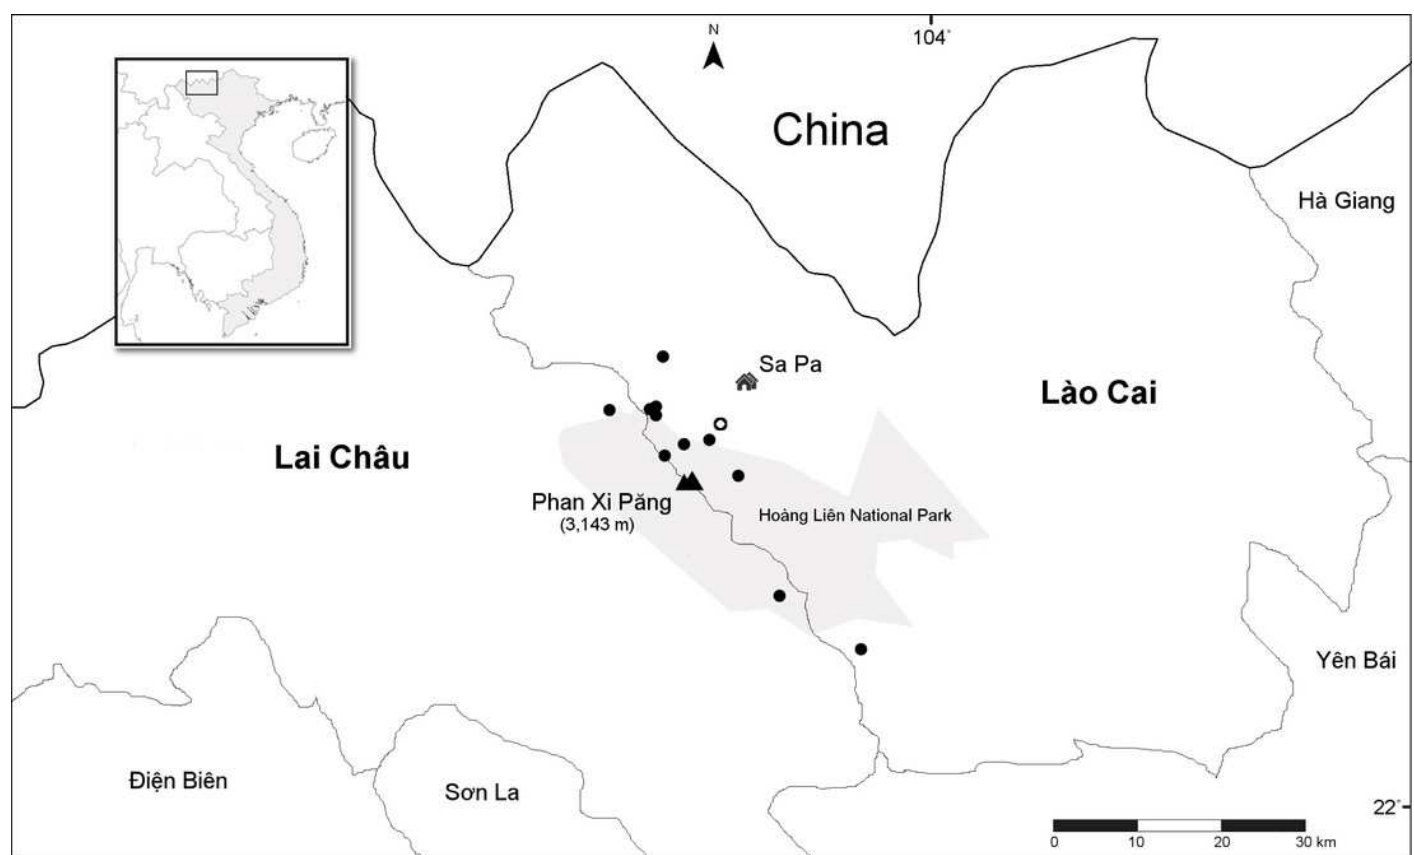 N
104°
China
Hà Giang
Sa Pa
Lào Cai
Lai Châu
Phan Xi Păng
(3,143 m)
Hoàng Liên National Park
Yên Bái
Điện Biên
Sơn La
22°
0 10 20 30 km